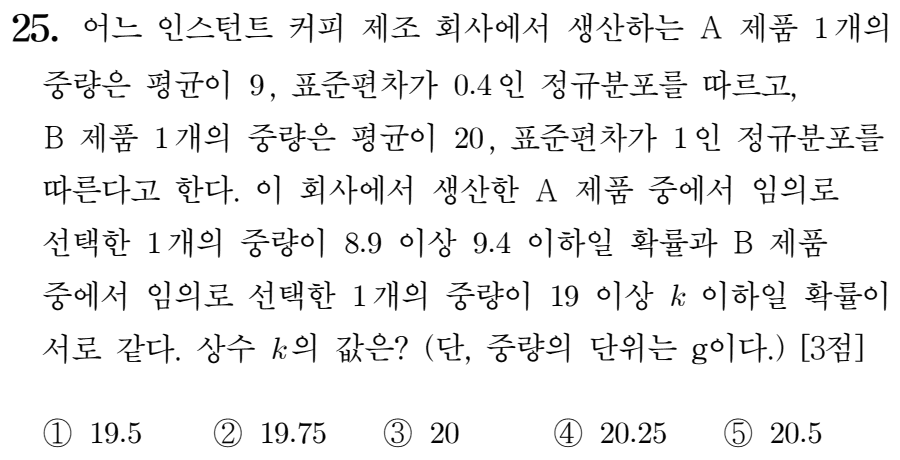 25. 어느 인스턴트 커피 제조 회사에서 생산하는 A 제품 1개의
중량은 평균이 9, 표준편차가 0.4인 정규분포를 따르고,
B 제품 1개의 중량은 평균이 20, 표준편차가 1인 정규분포를
따른다고 한다. 이 회사에서 생산한 A 제품 중에서 임의로
선택한 1개의 중량이 8.9 이상 9.4 이하일 확률과 B 제품
중에서 임의로 선택한 1개의 중량이 19 이상 k 이하일 확률이
서로 같다. 상수 k의 값은? (단, 중량의 단위는 g이다.) [3점]
① 19.5 ② 19.75 ③ 20 ④ 20.25 ⑤ 20.5